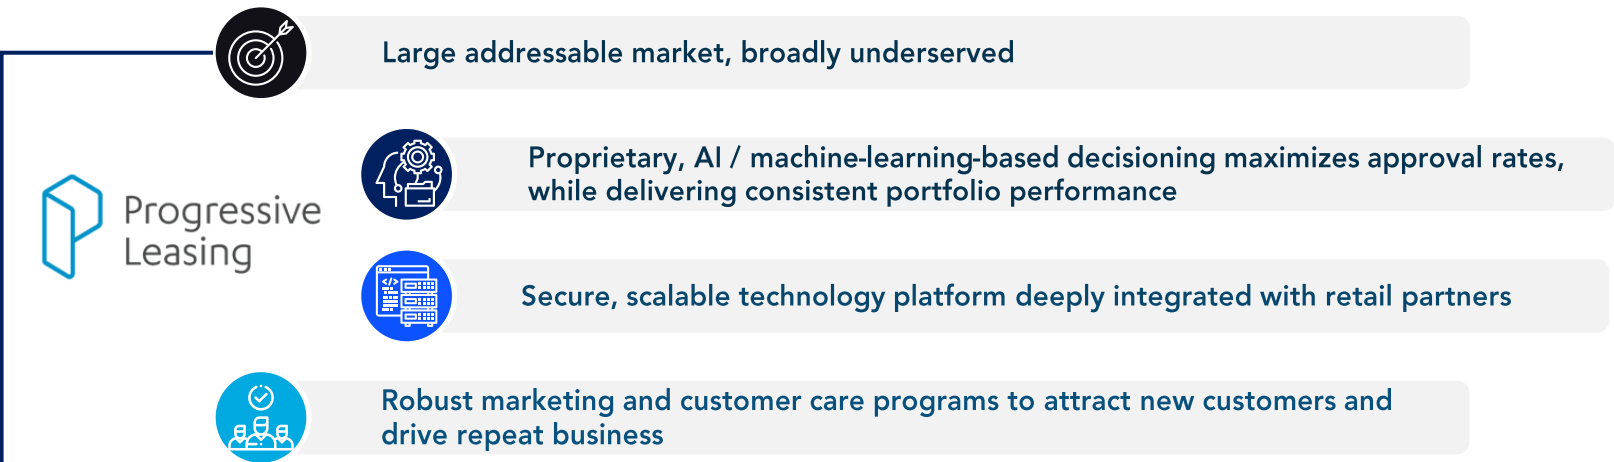 Large addressable market, broadly underserved
Proprietary, AI / machine-learning-based decisioning maximizes approval rates,
while delivering consistent portfolio performance
Progressive
Leasing
Secure, scalable technology platform deeply integrated with retail partners
Robust marketing and customer care programs to attract new customers and
drive repeat business